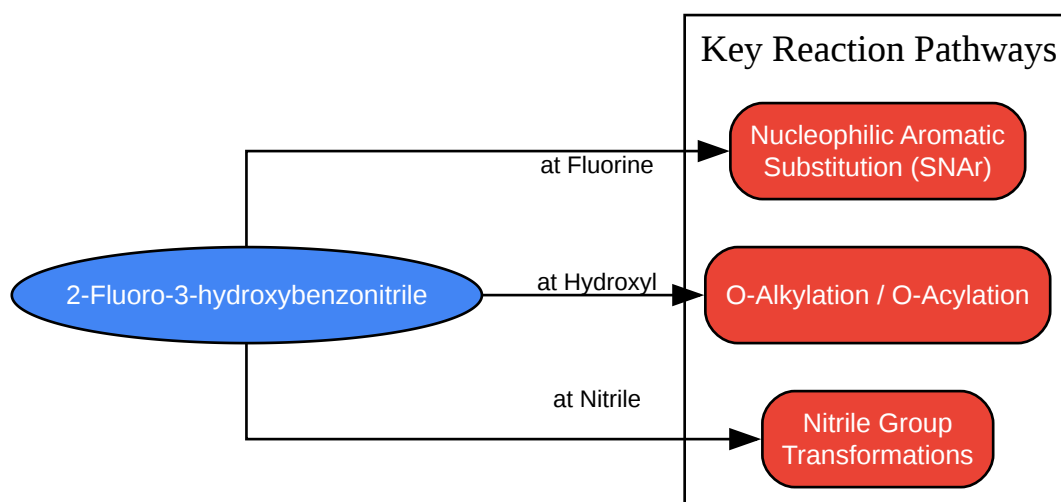 Key Reaction Pathways
Nucleophilic Aromatic
Substitution (SNAr)
at Fluorine
2-Fluoro-3-hydroxybenzonitrile
at Hydroxyl
O-Alkylation / O-Acylation
at Nitrile
Nitrile Group
Transformations